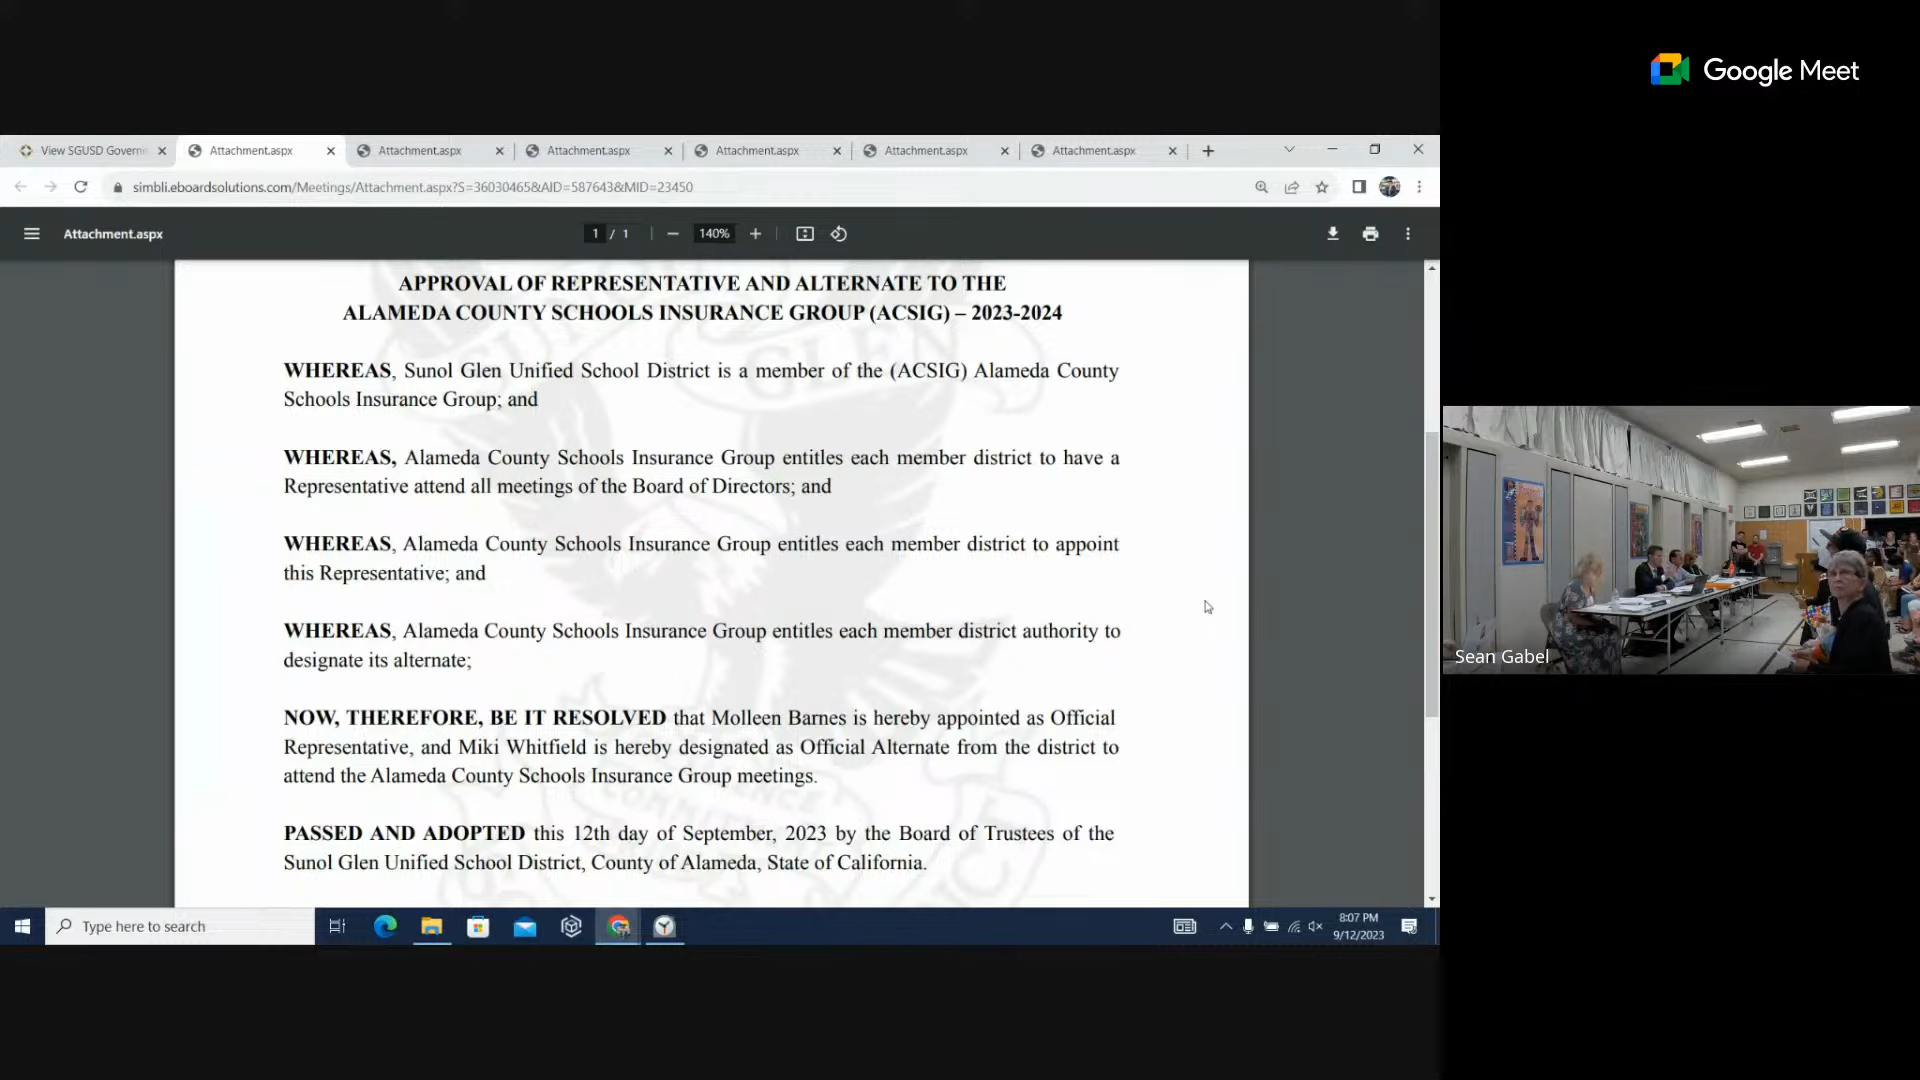 Google Meet
View SGUSD Govern
Attachment.aspx
Attachment.aspx
Attachment.aspx
Attachment.aspx
Attachment.aspx
Attachment.aspx
simbli.eboardsolutions.com/Meetings/Attachment.aspx?S=36030465&AID=587643&MID=23450
Attachment.aspx
1 / 1
140%
GLEN
APPROVAL OF REPRESENTATIVE AND ALTERNATE TO THE
ALAMEDA COUNTY SCHOOLS INSURANCE GROUP (ACSIG) – 2023-2024
WHEREAS, Sunol Glen Unified School District is a member of the (ACSIG) Alameda County
Schools Insurance Group; and
WHEREAS, Alameda County Schools Insurance Group entitles each member district to have a
Representative attend all meetings of the Board of Directors; and
WHEREAS, Alameda County Schools Insurance Group entitles each member district to appoint
this Representative; and
WHEREAS, Alameda County Schools Insurance Group entitles each member district authority to
designate its alternate;
NOW, THEREFORE, BE IT RESOLVED that Molleen Barnes is hereby appointed as Official
Representative, and Miki Whitfield is hereby designated as Official Alternate from the district to
attend the Alameda County Schools Insurance Group meetings.
PASSED AND ADOPTED this 12th day of September, 2023 by the Board of Trustees of the
Sunol Glen Unified School District, County of Alameda, State of California.
Sean Gabel
Type here to search
8:07 PM
9/12/2023